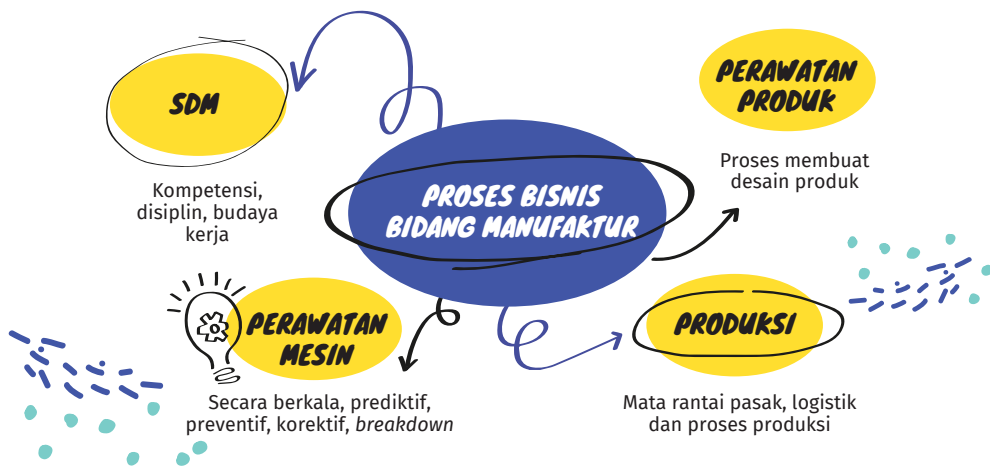 SDM
Kompetensi,
disiplin, budaya
kerja
PERAWATAN
PRODUK
Proses membuat
desain produk
PROSES BISNIS
BIDANG MANUFAKTUR
PERAWATAN
MESIN
Secara berkala, prediktif,
preventif, korektif, breakdown
PRODUKSI
Mata rantai pasak, logistik
dan proses produksi